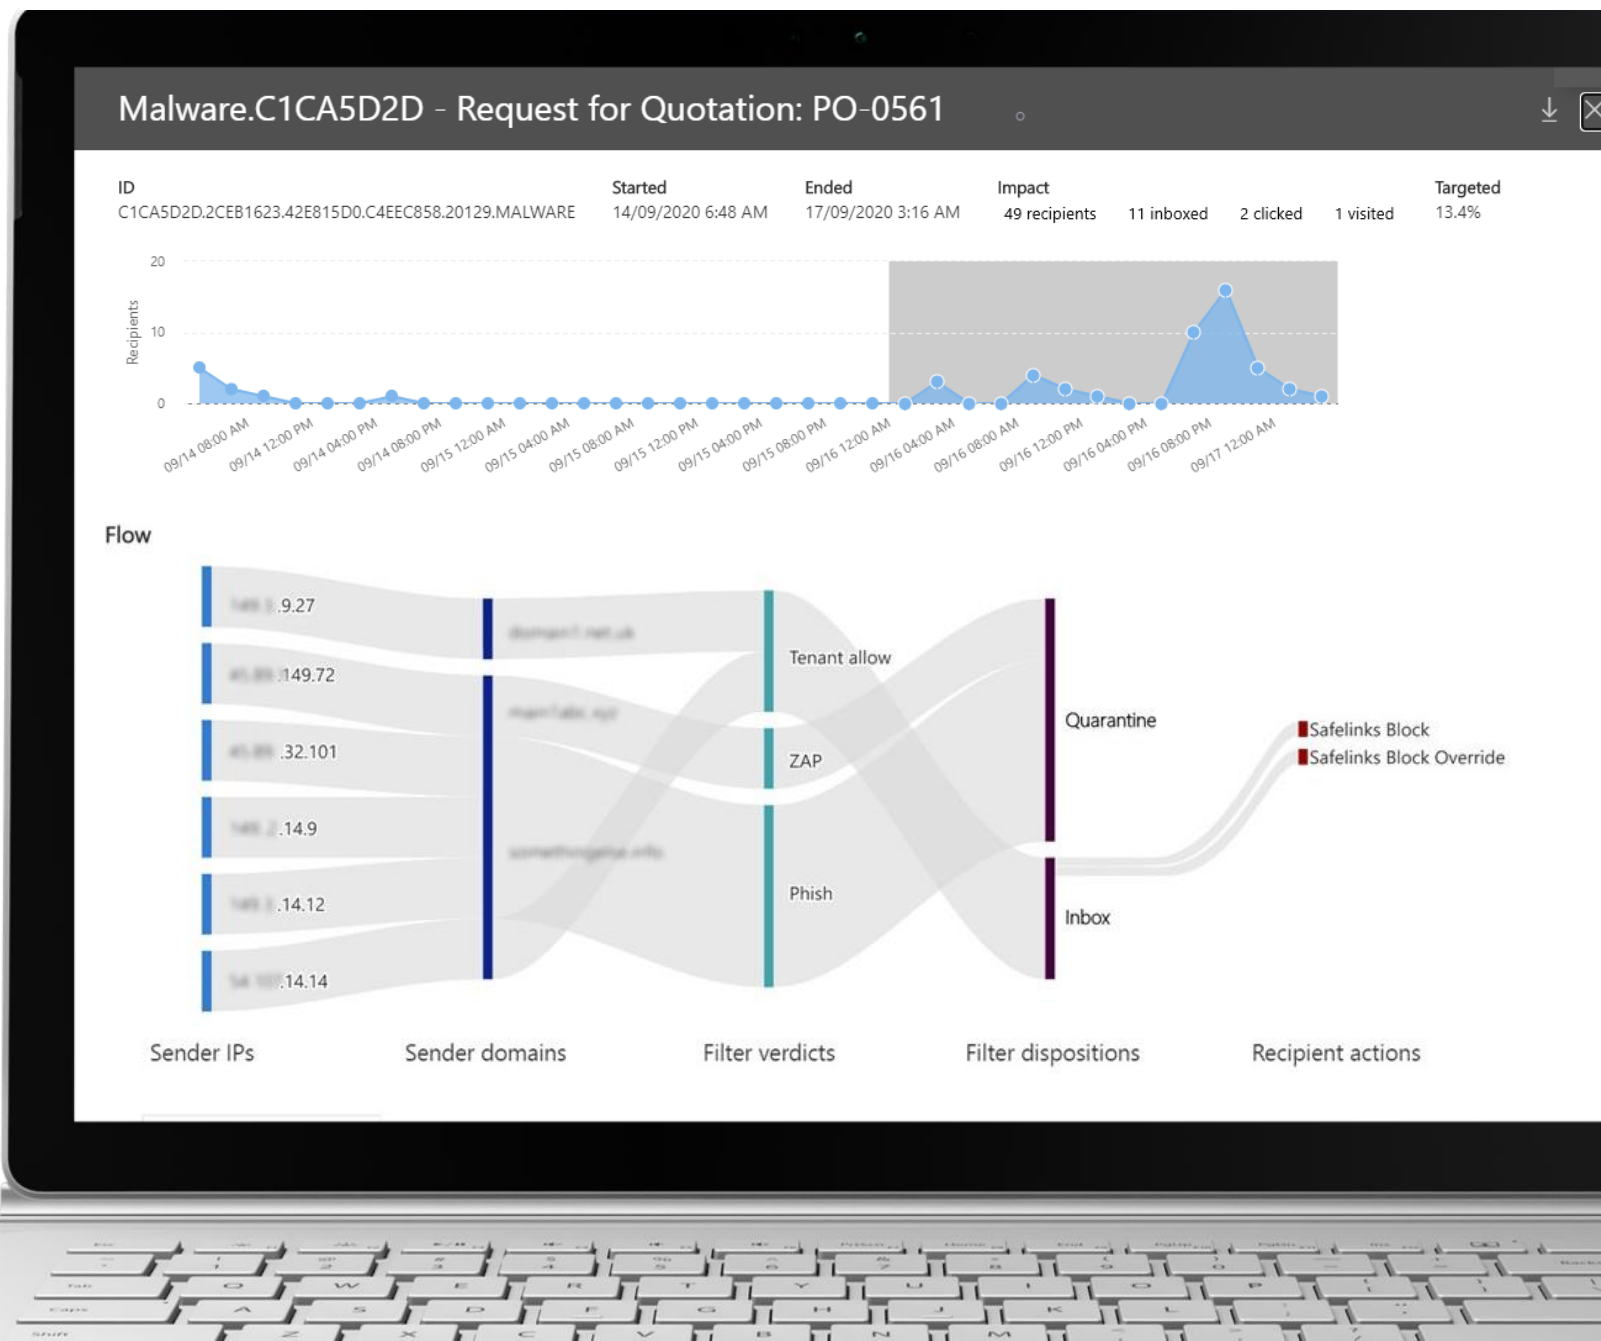 Malware.C1CA5D2D - Request for Quotation: PO-0561
ID
C1CA5D2D.2CEB1623.42E815D0.C4EEC858.20129.MALWARE
Started
14/09/2020 6:48 AM
Ended
17/09/2020 3:16 AM
Impact
49 recipients 11 inboxed 2 clicked 1 visited
Targeted
13.4%
Recipients
20
10
0
09/14 08:00 AM
09/14 12:00 PM
09/14 04:00 PM
09/14 08:00 PM
09/15 12:00 AM
09/15 04:00 AM
09/15 08:00 AM
09/15 12:00 PM
09/15 04:00 PM
09/15 08:00 PM
09/16 12:00 AM
09/16 04:00 AM
09/16 08:00 AM
09/16 12:00 PM
09/16 04:00 PM
09/16 08:00 PM
09/17 12:00 AM
Flow
.9.27
149.72
.32.101
.14.9
.14.12
.14.14
Tenant allow
ZAP
Phish
Quarantine
Inbox
Safelinks Block
Safelinks Block Override
Sender IPs
Sender domains
Filter verdicts
Filter dispositions
Recipient actions
Q W E R T Y U I O P
A S D F G H J K L
Z X C V B N M